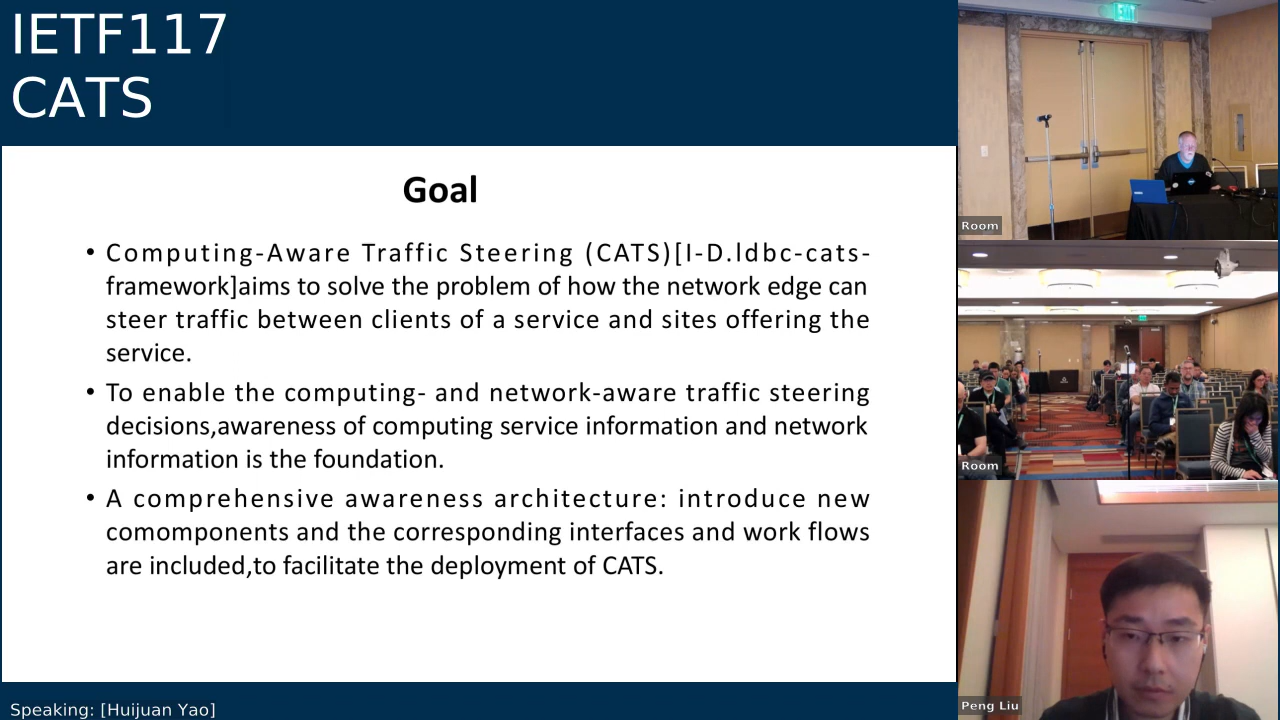 IETF117
CATS
Goal
• Computing-Aware Traffic Steering (CATS)[I-D.ldbc-cats-
framework]aims to solve the problem of how the network edge can
steer traffic between clients of a service and sites offering the
service.
• To enable the computing- and network-aware traffic steering
decisions,awareness of computing service information and network
information is the foundation.
• A comprehensive awareness architecture: introduce new
comomponents and the corresponding interfaces and work flows
are included,to facilitate the deployment of CATS.
Speaking: [Huijuan Yao]
EXIT
Room
Room
Peng Liu